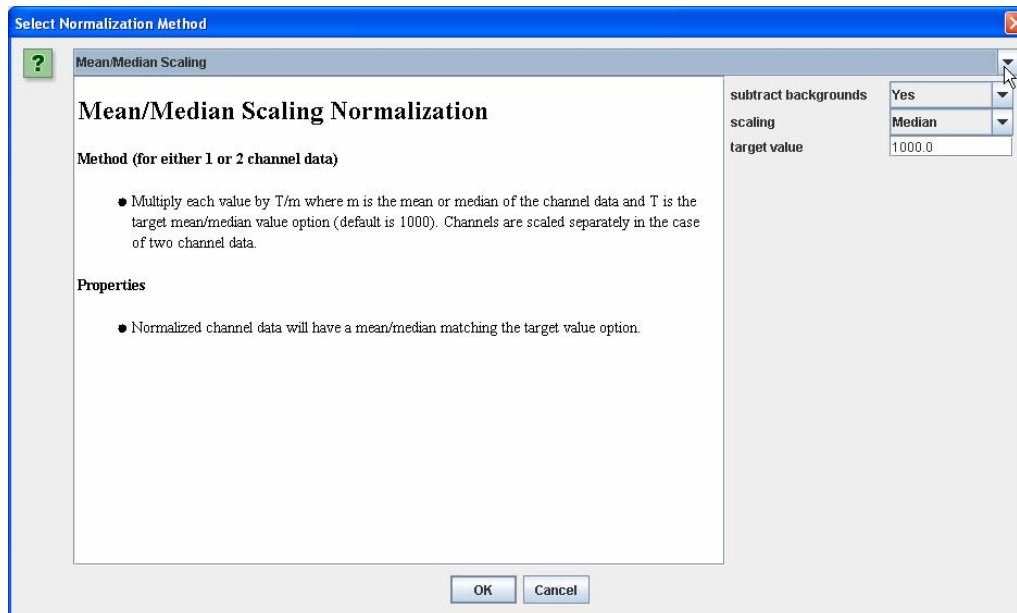 Select Normalization Method
?
Mean/Median Scaling
Mean/Median Scaling Normalization
Method (for either 1 or 2 channel data)
● Multiply each value by T/m where m is the mean or median of the channel data and T is the
target mean/median value option (default is 1000). Channels are scaled separately in the case
of two channel data.
Properties
● Normalized channel data will have a mean/median matching the target value option.
subtract backgrounds Yes
scaling Median
target value 1000.0
OK Cancel